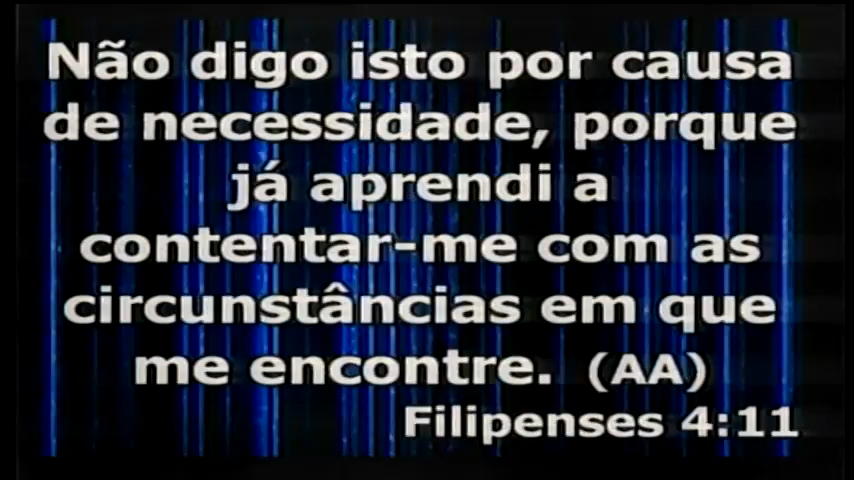 Não digo isto por causa
de necessidade, porque
já aprendi a
contentar-me com as
circunstâncias em que
me encontre. (AA)
Filipenses 4:11